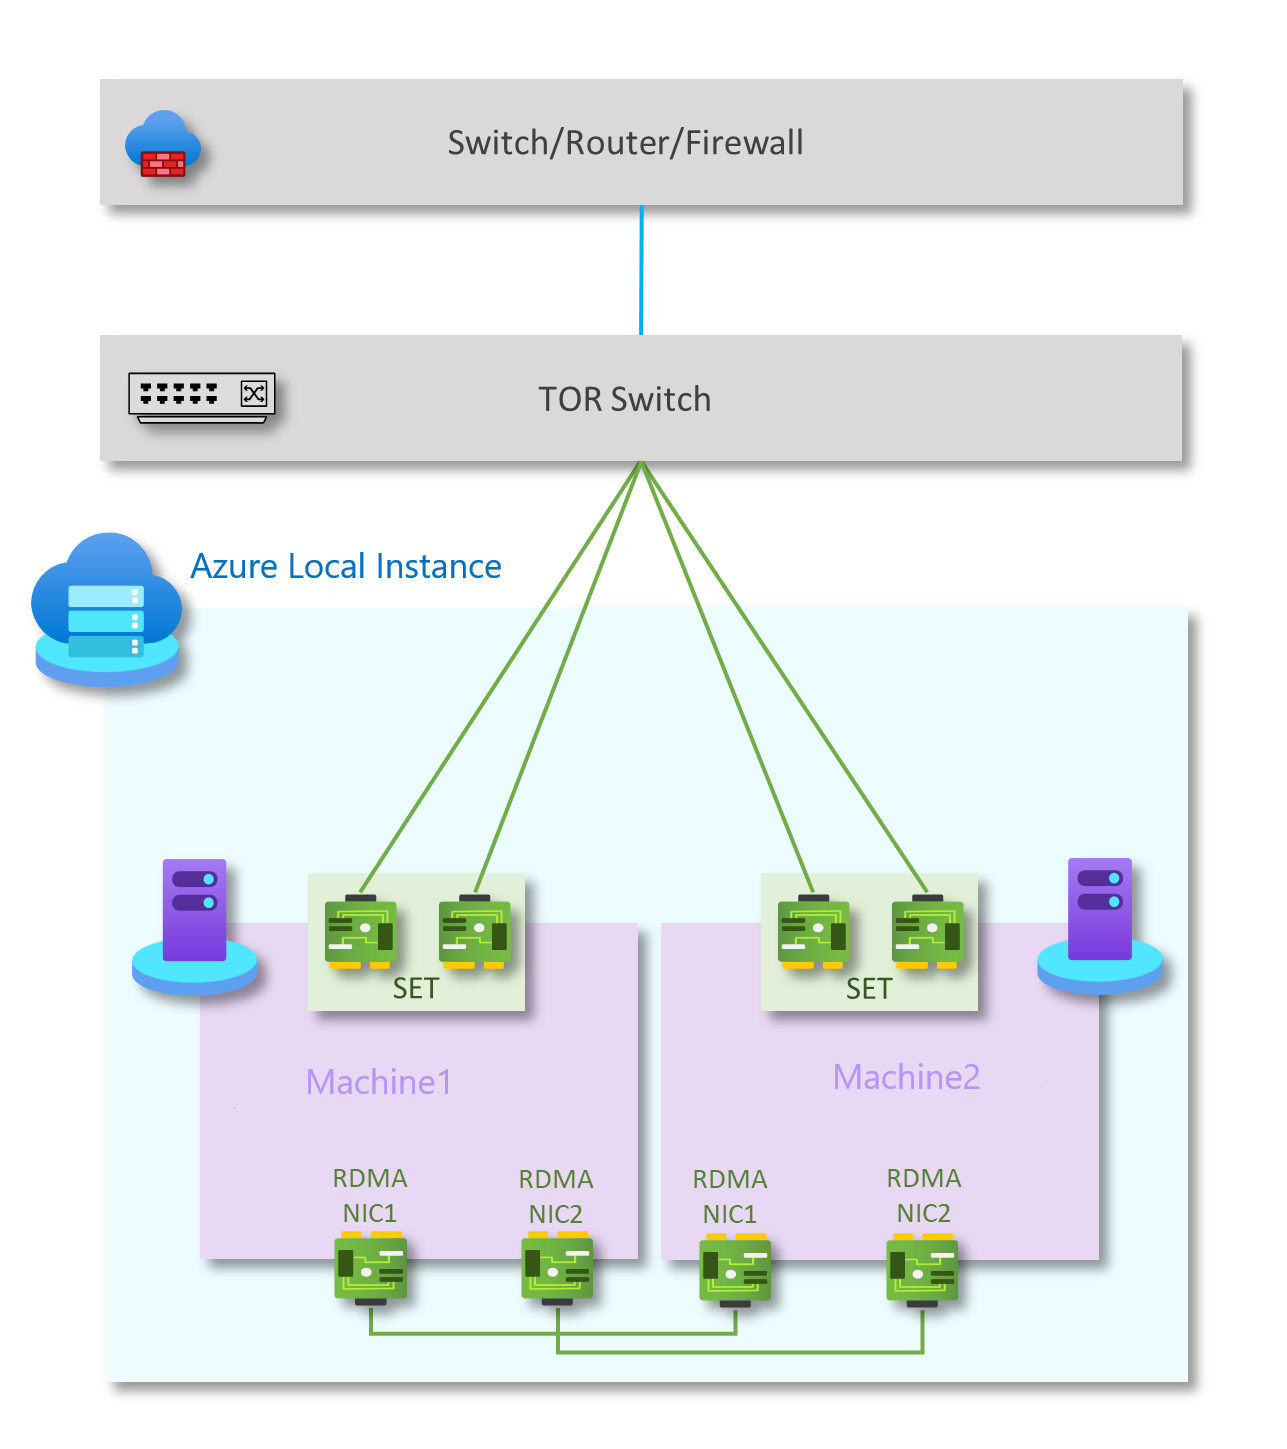 Switch/Router/Firewall
TOR Switch
Azure Local Instance
SET
SET
Machine1
Machine2
RDMA
NIC1
RDMA
NIC2
RDMA
NIC1
RDMA
NIC2